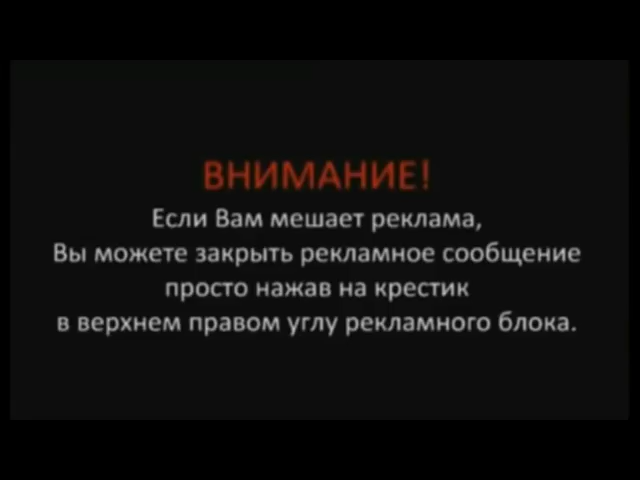 ВНИМАНИЕ!
Если Вам мешает реклама,
Вы можете закрыть рекламное сообщение
просто нажав на крестик
в верхнем правом углу рекламного блока.